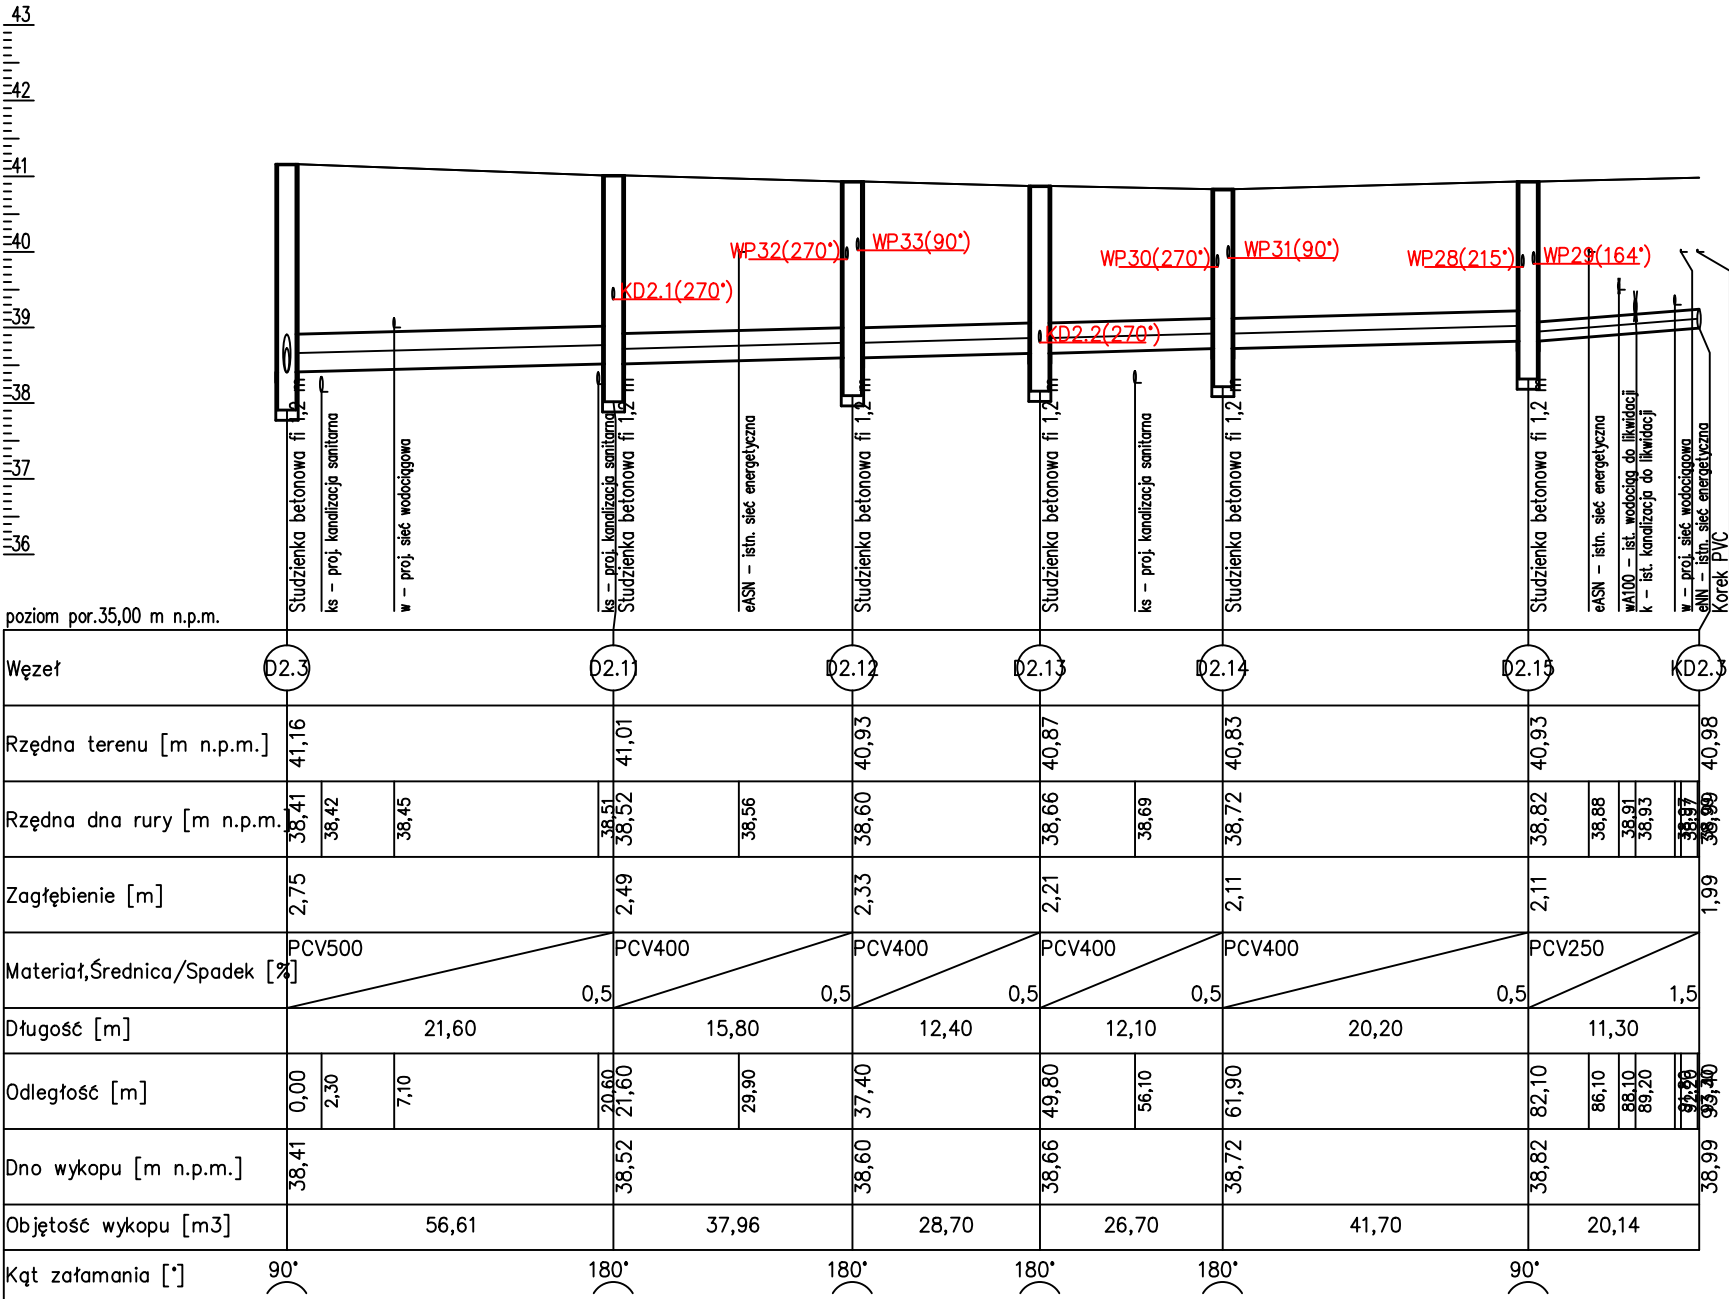 43
42
41
40
39
38
37
36
WP32(270°)
WP33(90°)
KD2.1(270°)
KD2.2(270°)
WP30(270°)
WP31(90°)
WP28(215°)
WP29(164°)
Studzienka betonowa fi 1,2 m
ks - proj. kanalizacja sanitarna
w - proj. sieć wodociągowa
ks - proj. kanalizacja sanitarna
Studzienka betonowa fi 1,2 m
eASN - istn. sieć energetyczna
Studzienka betonowa fi 1,2 m
Studzienka betonowa fi 1,2 m
ks - proj. kanalizacja sanitarna
Studzienka betonowa fi 1,2 m
Studzienka betonowa fi 1,2 m
eASN - istn. sieć energetyczna
wA100 - ist. wodociąg do likwidacji
k - ist. kanalizacja do likwidacji
w - proj. sieć wodociągowa
eNN - istn. sieć energetyczna
Korek PVC
poziom por.35,00 m n.p.m.
Węzeł D2.3 D2.11 D2.12 D2.13 D2.14 D2.15 KD2.3
Rzędna terenu [m n.p.m.] 41,16 41,01 40,93 40,87 40,83 40,93 40,98
Rzędna dna rury [m n.p.m.] 38,41 38,42 38,45 38,51 38,52 38,56 38,60 38,66 38,69 38,72 38,82 38,88 38,91 38,93 38,97 38,99
Zagłębienie [m] 2,75 2,49 2,33 2,21 2,11 2,11 1,99
Materiał,Średnica/Spadek [%] PCV500 0,5 PCV400 0,5 PCV400 0,5 PCV400 0,5 PCV400 0,5 PCV250 1,5
Długość [m] 21,60 15,80 12,40 12,10 20,20 11,30
Odległość [m] 0,00 2,30 7,10 20,60 21,60 29,90 37,40 49,80 56,10 61,90 82,10 86,10 88,10 89,20 93,40
Dno wykopu [m n.p.m.] 38,41 38,52 38,60 38,66 38,72 38,82 38,99
Objętość wykopu [m3] 56,61 37,96 28,70 26,70 41,70 20,14
Kąt załamania [°] 90° 180° 180° 180° 180° 90°